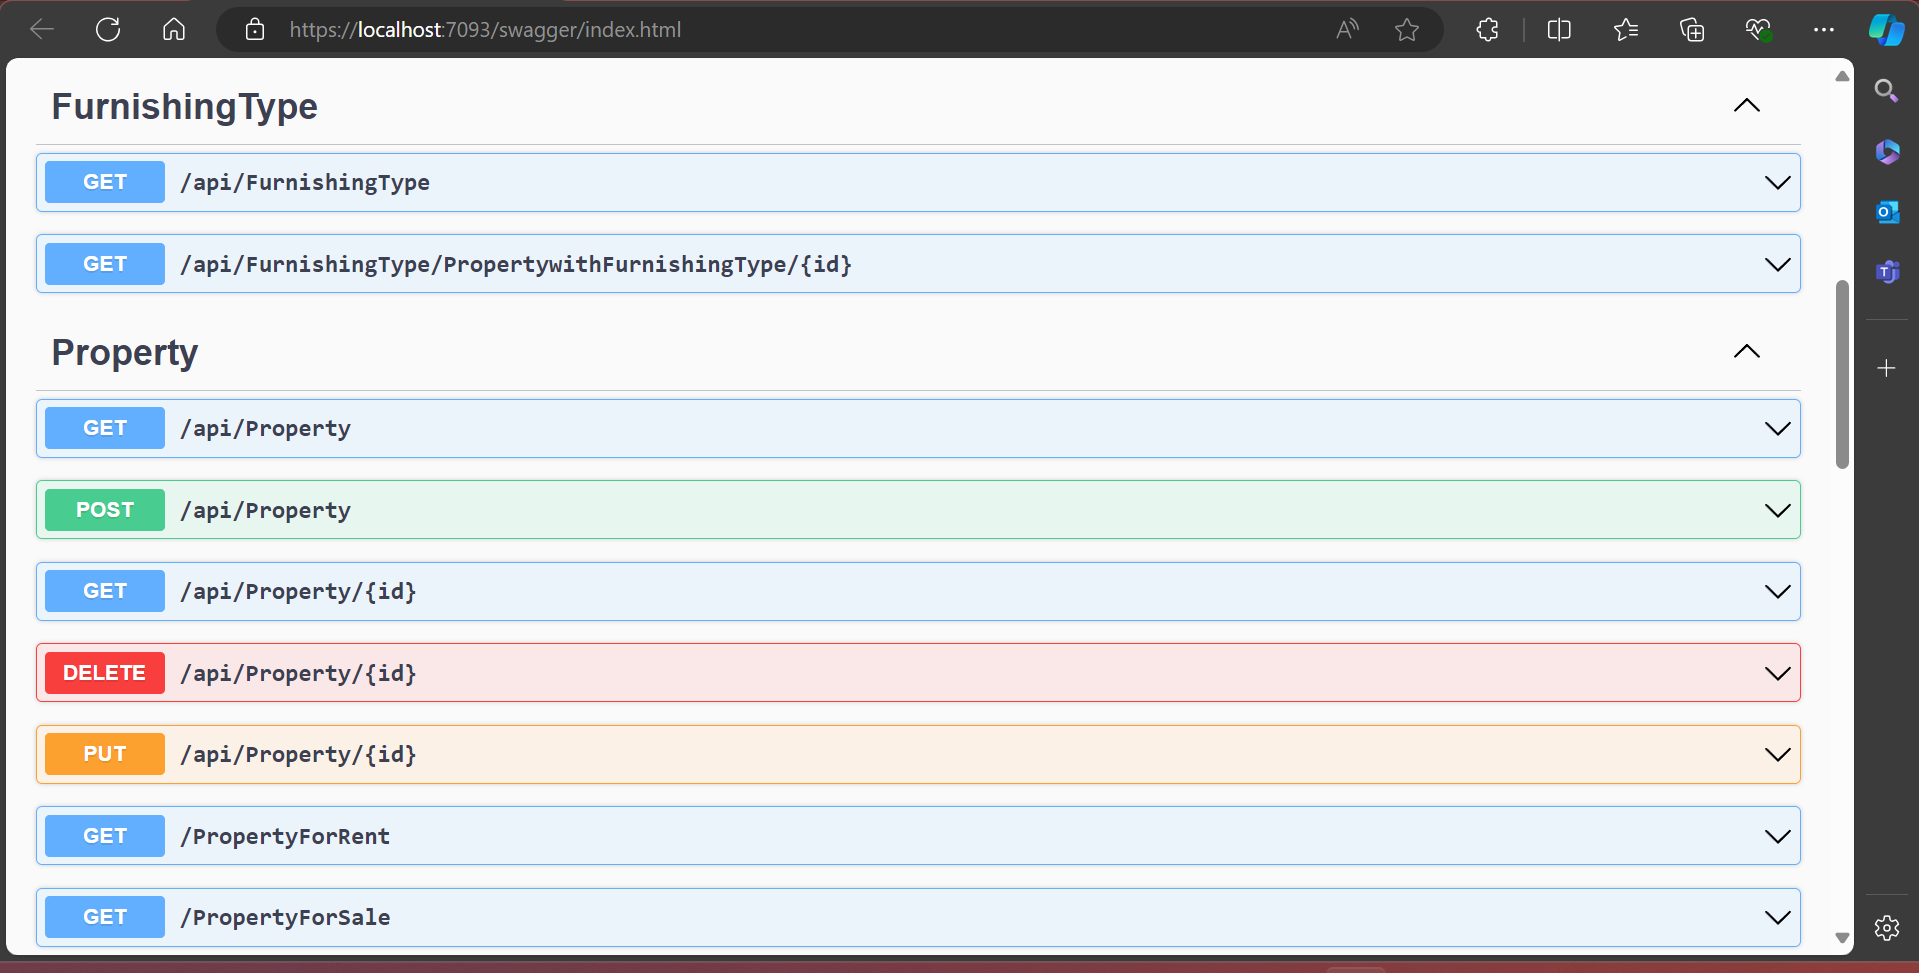 https://localhost:7093/swagger/index.html
FurnishingType
GET /api/FurnishingType
GET /api/FurnishingType/PropertywithFurnishingType/{id}
Property
GET /api/Property
POST /api/Property
GET /api/Property/{id}
DELETE /api/Property/{id}
PUT /api/Property/{id}
GET /PropertyForRent
GET /PropertyForSale